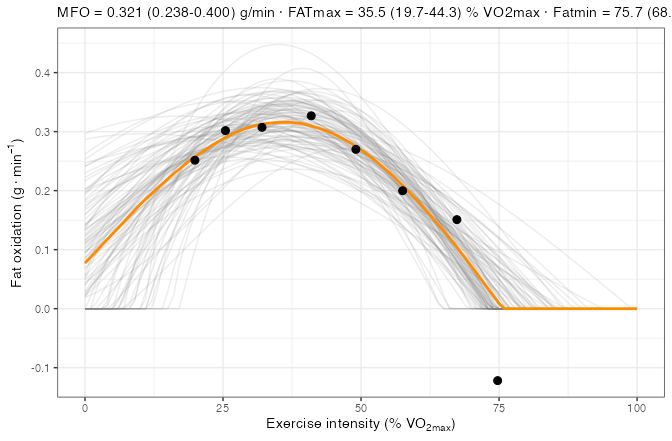 MFO = 0.321 (0.238-0.400) g/min · FATmax = 35.5 (19.7-44.3) % VO2max · Fatmin = 75.7 (68.
0.4
0.3
0.2
0.1
0.0
-0.1
Fat oxidation (g · min⁻¹)
0 25 50 75 100
Exercise intensity (% VO₂ₘₐₓ)